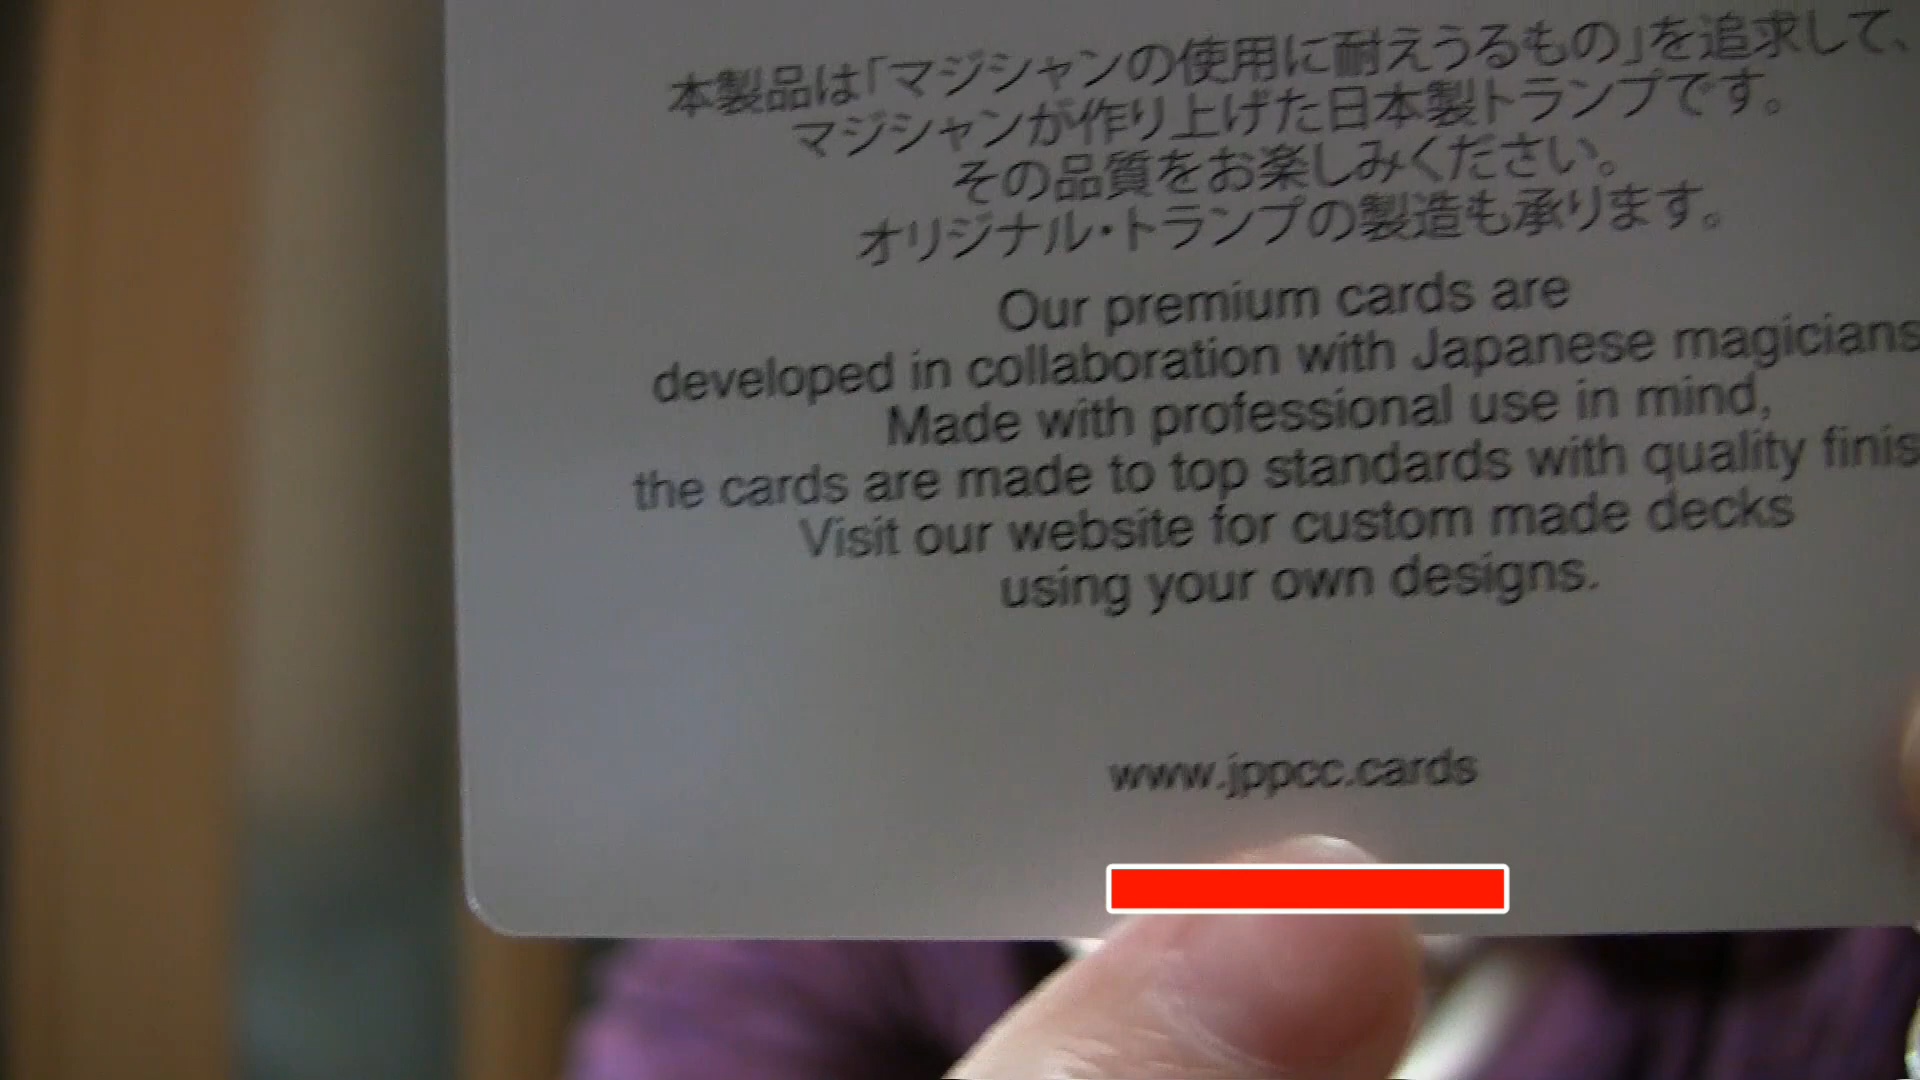 本製品は「マジシャンの使用に耐えうるもの」を追求して、
マジシャンが作り上げた日本製トランプです。
その品質をお楽しみください。
オリジナル・トランプの製造も承ります。
Our premium cards are
developed in collaboration with Japanese magicians
Made with professional use in mind,
the cards are made to top standards with quality finis
Visit our website for custom made decks
using your own designs.
www.jppcc.cards